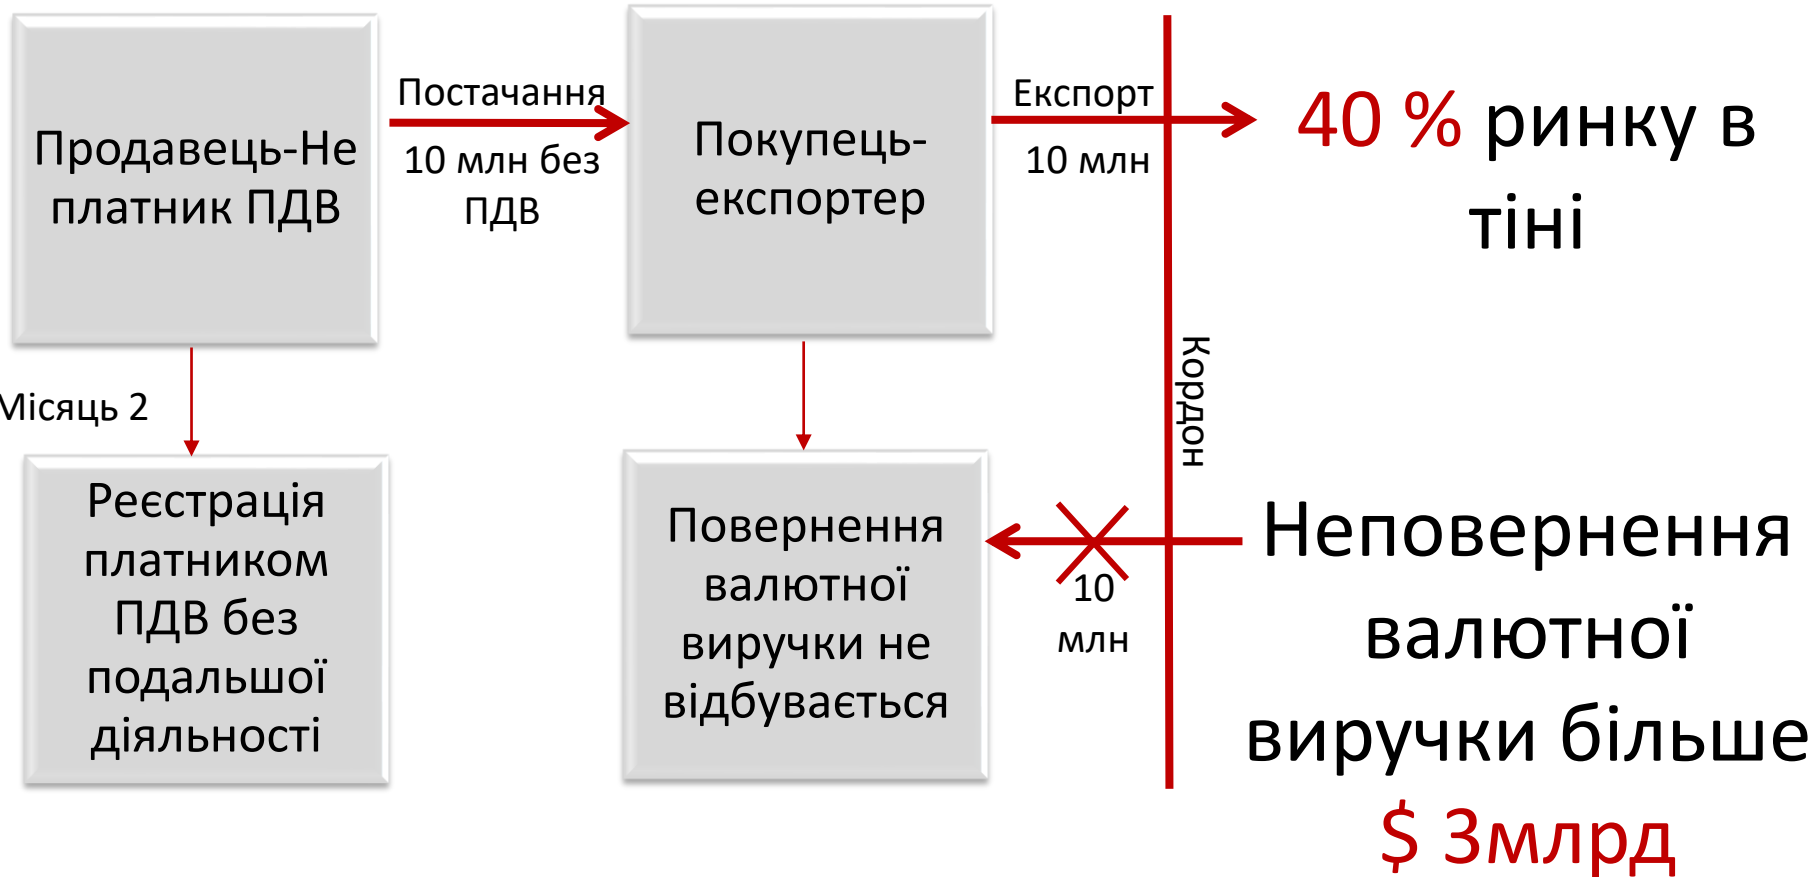 Продавець-Не
платник ПДВ
Постачання
10 млн без
ПДВ
Покупець-
експортер
Експорт
10 млн
40 % ринку в
тіні
Кордон
Місяць 2
Реєстрація
платником
ПДВ без
подальшої
діяльності
Повернення
валютної
виручки не
відбувається
10
млн
Неповернення
валютної
виручки більше
$ 3млрд